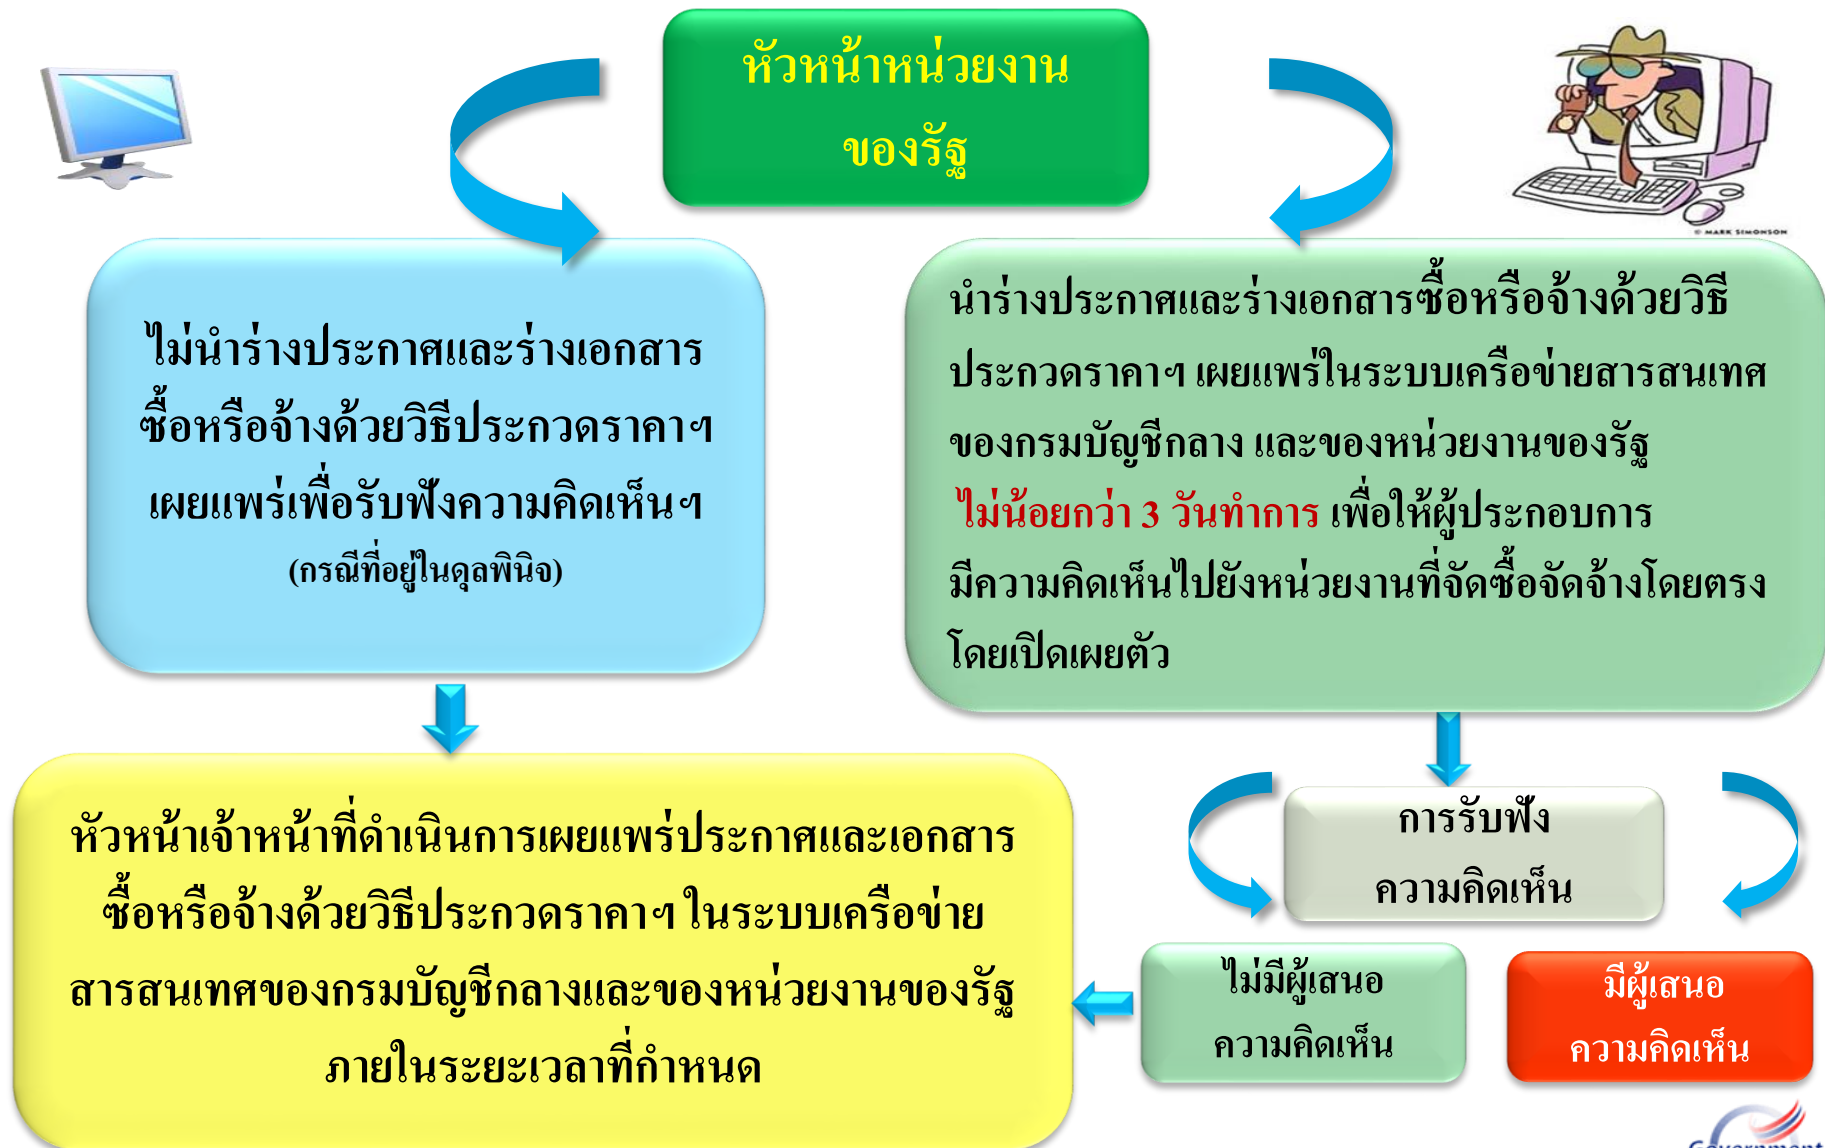 หัวหน้าหน่วยงาน
ของรัฐ
© MARK SIMONSON
ไม่นำร่างประกาศและร่างเอกสาร
ซื้อหรือจ้างด้วยวิธีประกวดราคาฯ
เผยแพร่เพื่อรับฟังความคิดเห็นฯ
(กรณีที่อยู่ในดุลพินิจ)
นำร่างประกาศและร่างเอกสารซื้อหรือจ้างด้วยวิธี
ประกวดราคาฯ เผยแพร่ในระบบเครือข่ายสารสนเทศ
ของกรมบัญชีกลาง และของหน่วยงานของรัฐ
ไม่น้อยกว่า 3 วันทำการ เพื่อให้ผู้ประกอบการ
มีความคิดเห็นไปยังหน่วยงานที่จัดซื้อจัดจ้างโดยตรง
โดยเปิดเผยตัว
หัวหน้าเจ้าหน้าที่ดำเนินการเผยแพร่ประกาศและเอกสาร
ซื้อหรือจ้างด้วยวิธีประกวดราคาฯ ในระบบเครือข่าย
สารสนเทศของกรมบัญชีกลางและของหน่วยงานของรัฐ
ภายในระยะเวลาที่กำหนด
การรับฟัง
ความคิดเห็น
ไม่มีผู้เสนอ
ความคิดเห็น
มีผู้เสนอ
ความคิดเห็น
Government